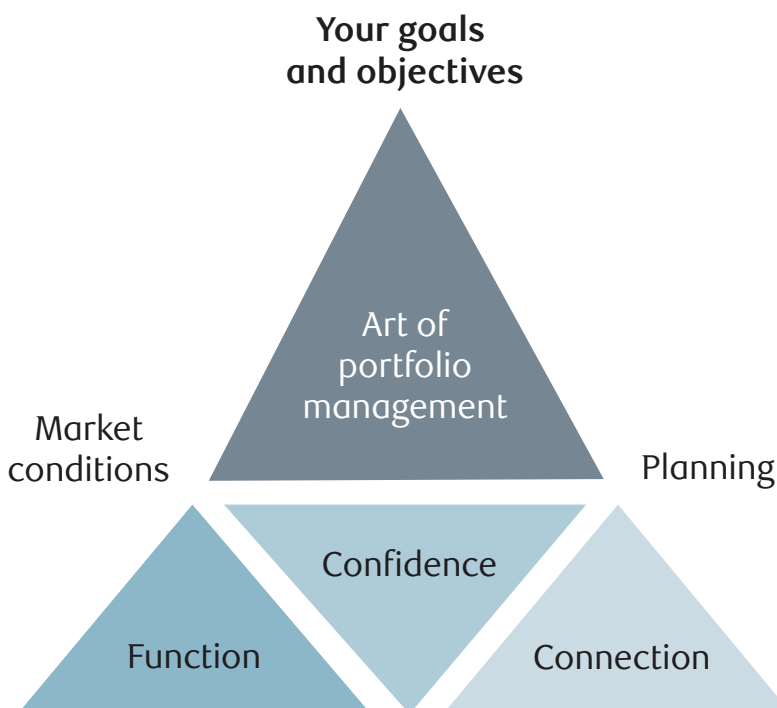 Your goals
and objectives
Art of
portfolio
management
Market
conditions
Planning
Confidence
Function
Connection